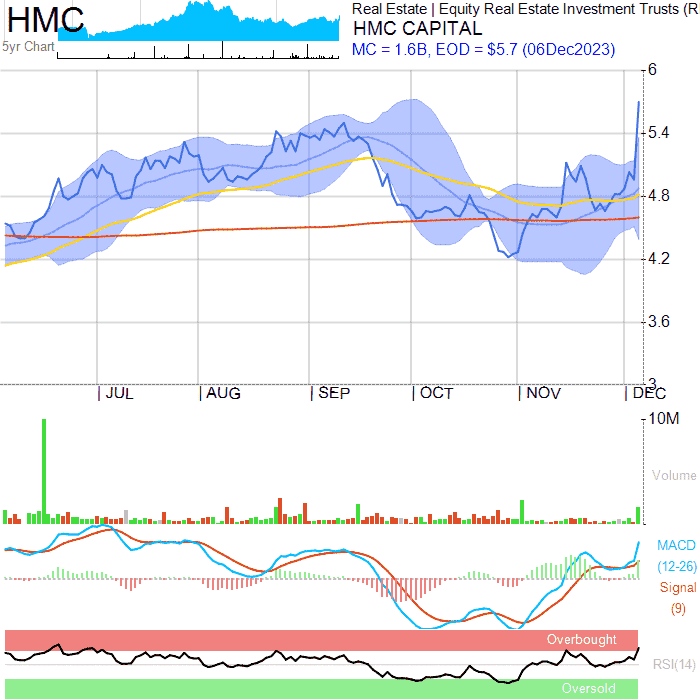 HMC
5yr Chart
Real Estate | Equity Real Estate Investment Trusts (R
HMC CAPITAL
MC = 1.6B, EOD = $5.7 (06Dec2023)
6
5.4
4.8
4.2
3.6
3
JUL AUG SEP OCT NOV DEC
10M
Volume
MACD
(12-26)
Signal
(9)
Overbought
RSI(14)
Oversold